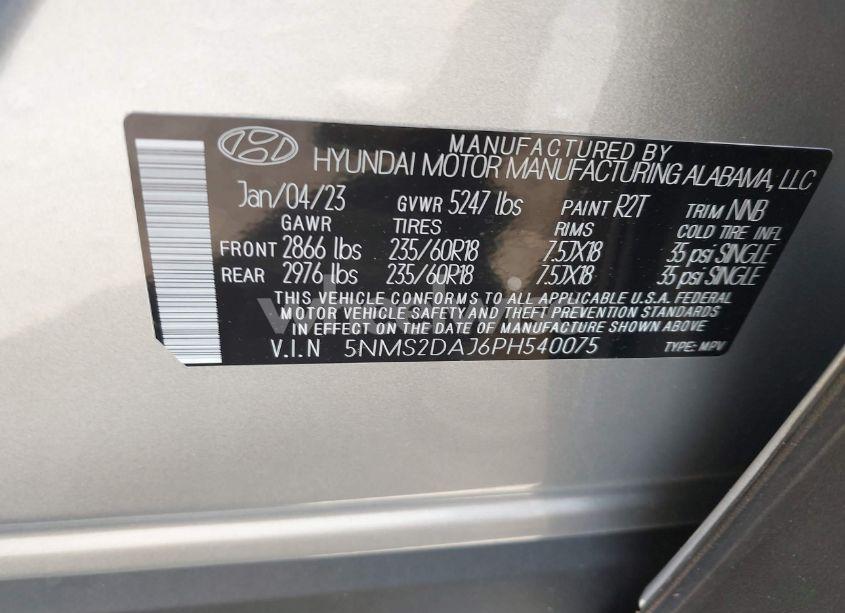 MANUFACTURED BY
HYUNDAI MOTOR MANUFACTURING ALABAMA, LLC
Jan/04/23 GVWR 5247 lbs PAINT R2T TRIM NNB
GAWR TIRES RIMS COLD TIRE INFL
FRONT 2866 lbs 235/60R18 7.5JX18 35 psi SINGLE
REAR 2976 lbs 235/60R18 7.5JX18 35 psi SINGLE
THIS VEHICLE CONFORMS TO ALL APPLICABLE U.S.A. FEDERAL
MOTOR VEHICLE SAFETY AND THEFT PREVENTION STANDARDS
IN EFFECT ON THE DATE OF MANUFACTURE SHOWN ABOVE
V.I.N 5NMS2DAJ6PH540075 TYPE: MPV